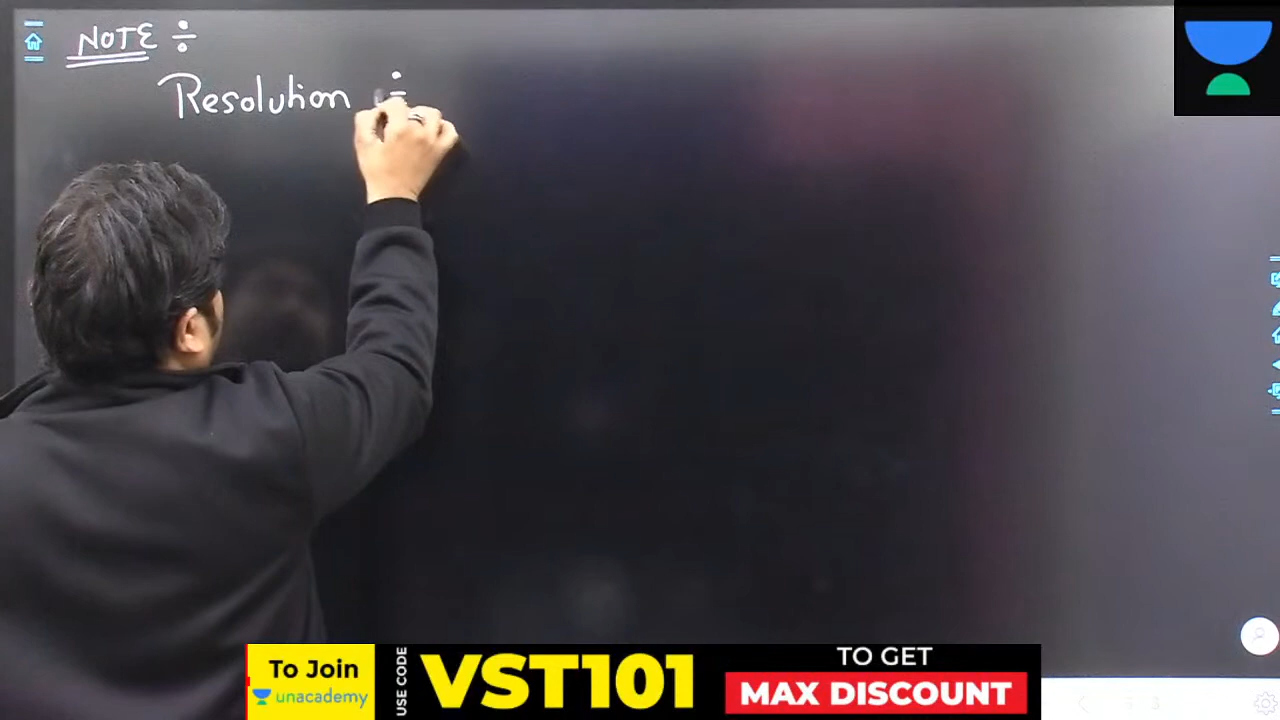 NOTE ÷
Resolution ÷
To Join
unacademy
USE CODE
VST101
TO GET
MAX DISCOUNT